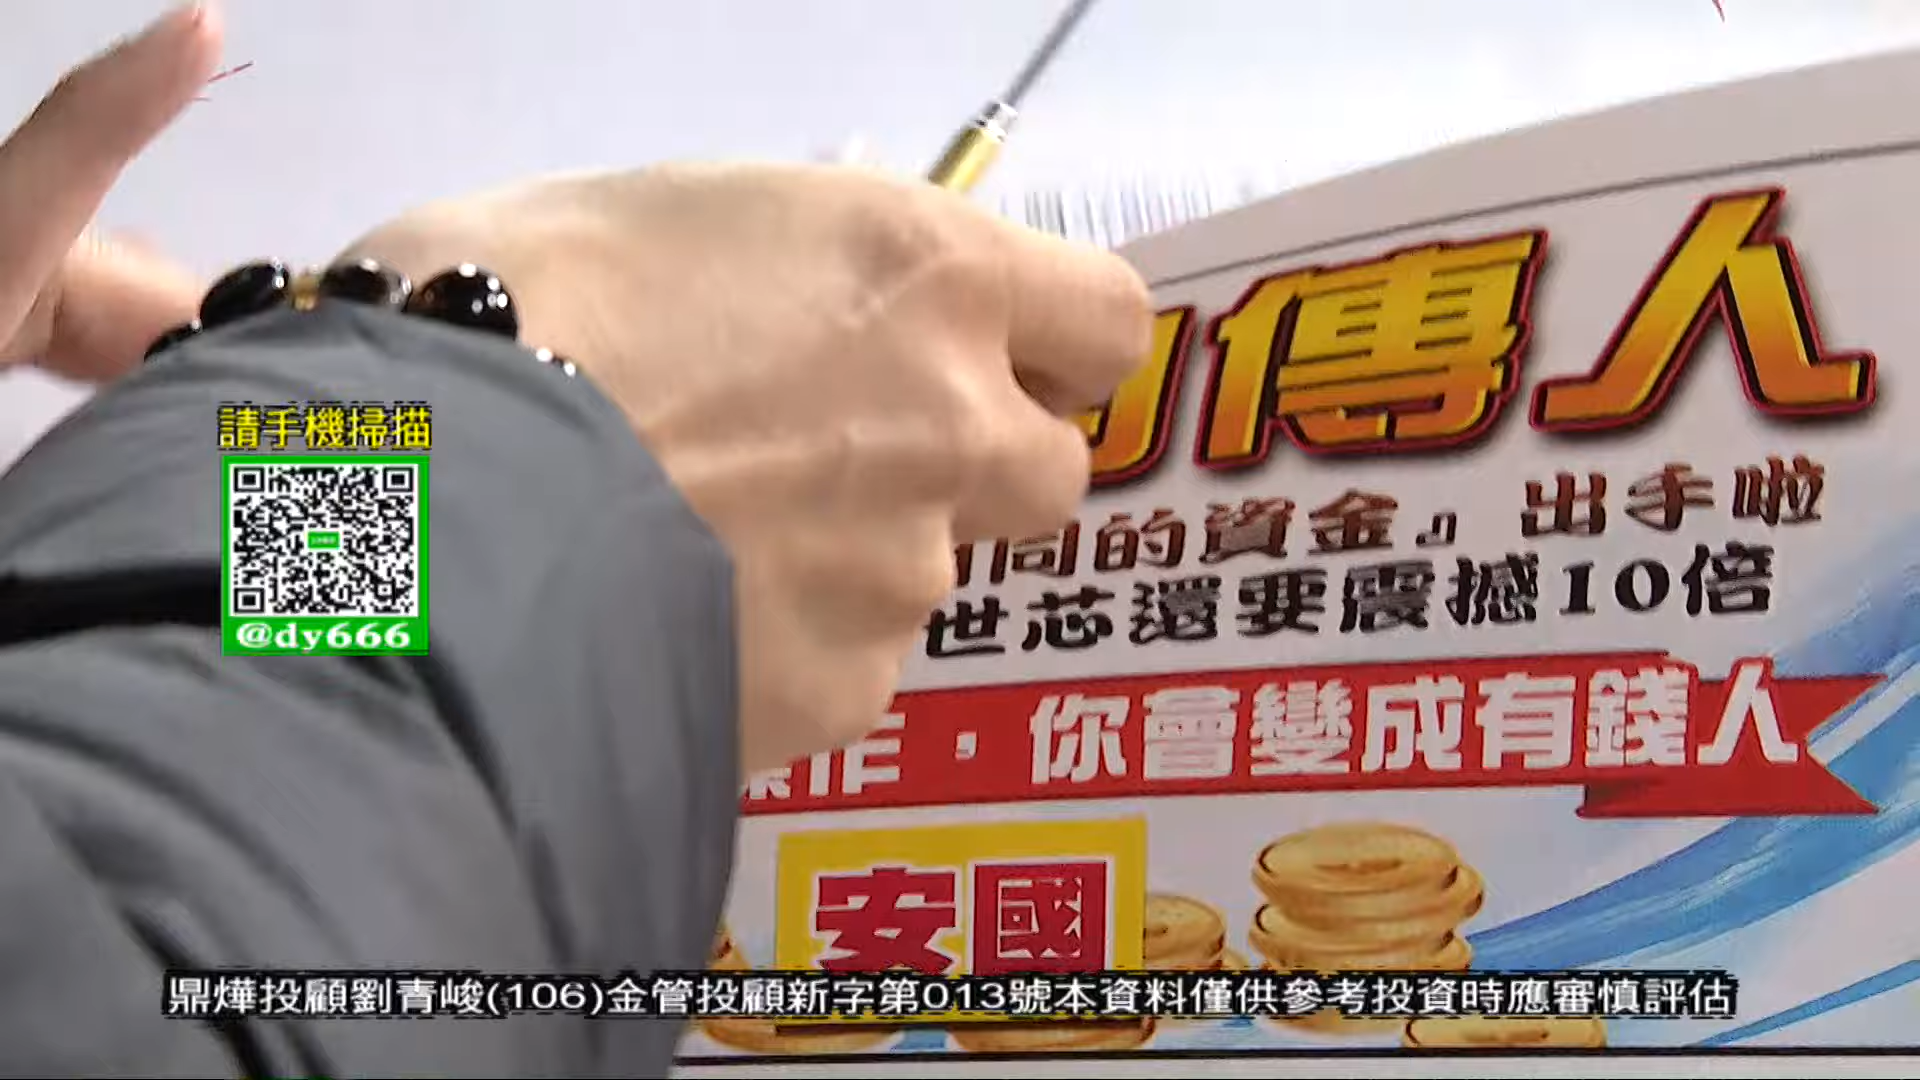 傳人
請手機掃描
@dy666
同的資金』出手啦
世芯還要震撼10倍
作，你會變成有錢人
安國
鼎燁投顧劉青峻(106)金管投顧新字第013號本資料僅供參考投資時應審慎評估